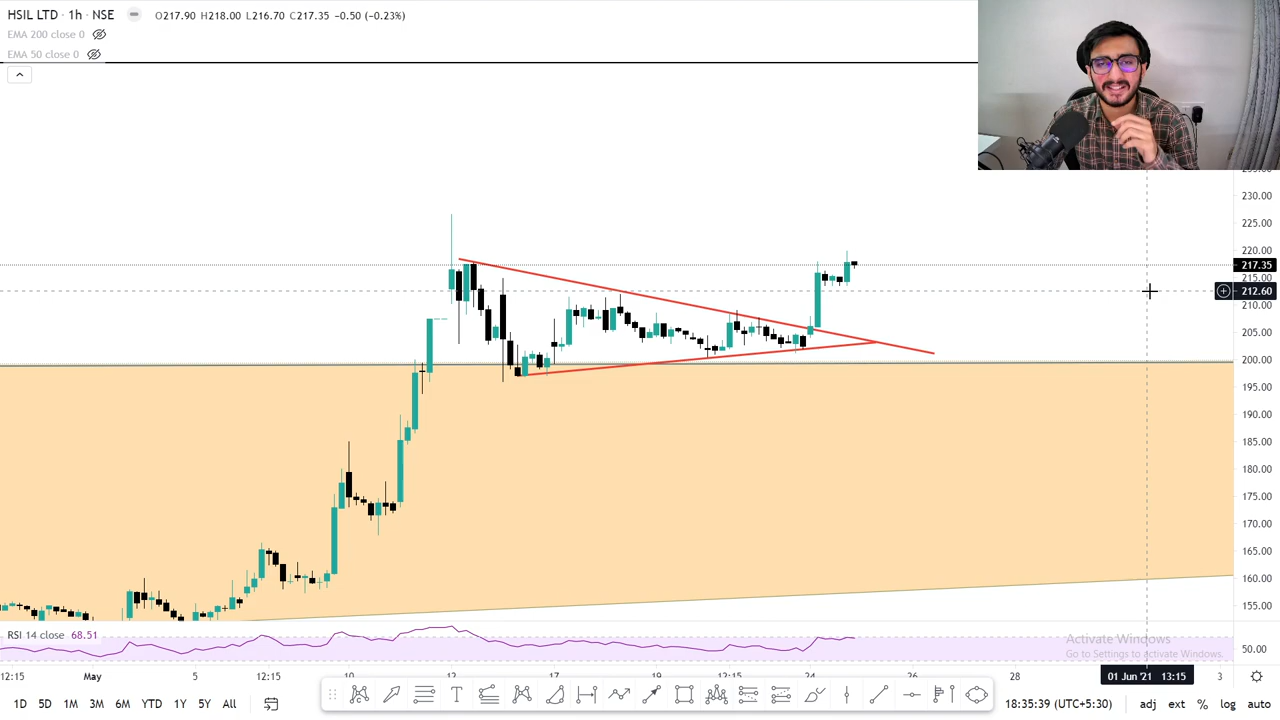 HSIL LTD · 1h · NSE O217.90 H218.00 L216.70 C217.35 −0.50 (−0.23%)
EMA 200 close 0
EMA 50 close 0
230.00
225.00
220.00
217.35
215.00
212.60
210.00
205.00
200.00
195.00
190.00
185.00
180.00
175.00
170.00
165.00
160.00
155.00
RSI 14 close 68.51
50.00
Activate Windows
Go to Settings to activate Windows.
12:15 May 5 12:15 10 12 17 19 12:15 24 26 28 01 Jun '21 13:15 3
1D 5D 1M 3M 6M YTD 1Y 5Y All
18:35:39 (UTC+5:30) adj ext % log auto